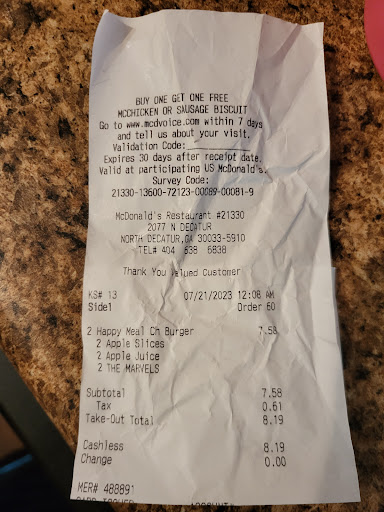 BUY ONE GET ONE FREE
MCCHICKEN OR SAUSAGE BISCUIT
Go to www.mcdvoice.com within 7 days
and tell us about your visit.
Validation Code:__________
Expires 30 days after receipt date.
Valid at participating US McDonald's.
Survey Code:
21330-13600-72123-00089-00081-9
McDonald's Restaurant #21330
2077 N DECATUR
NORTH DECATUR,GA 30033-5910
TEL# 404 638 6838
Thank You Valued Customer
KS# 13 07/21/2023 12:08 AM
Side1 Order 60
2 Happy Meal Ch Burger 7.58
2 Apple Slices
2 Apple Juice
2 THE MARVELS
Subtotal 7.58
Tax 0.61
Take-Out Total 8.19
Cashless 8.19
Change 0.00
MER# 488891